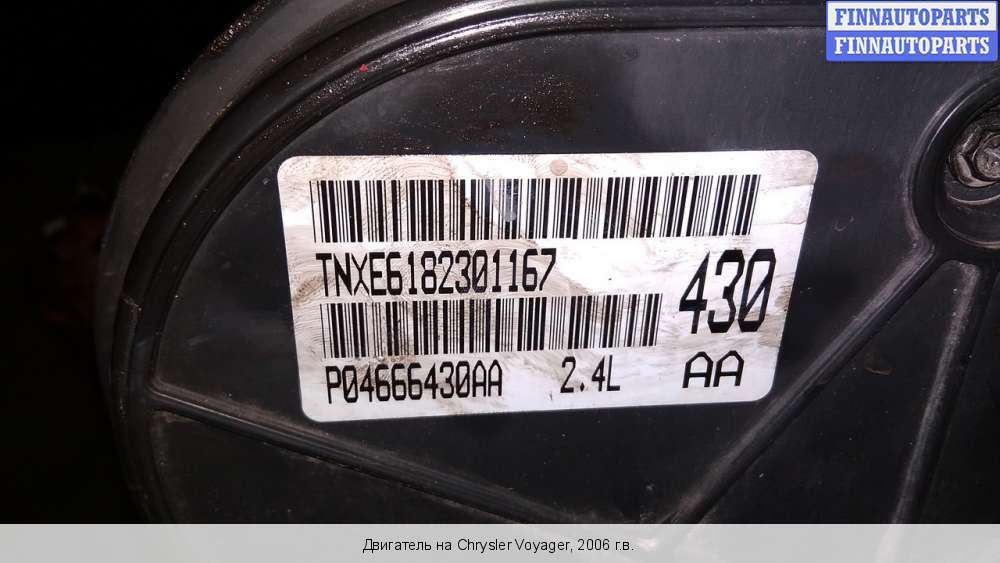 FINNAUTOPARTS
FINNAUTOPARTS
TNXE6182301167
430
P04666430AA 2.4L AA
Двигатель на Chrysler Voyager, 2006 г.в.